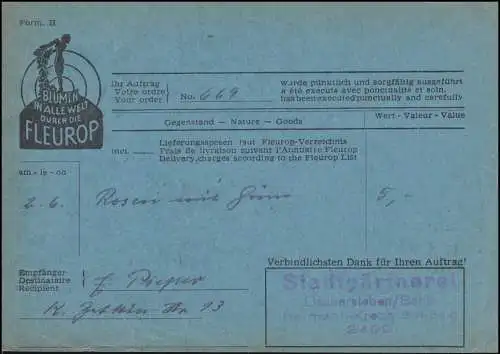 Form. II
BLUMEN
IN ALLE WELT
DURCH DIE
FLEUROP
Ihr Auftrag
Votre ordre
Your order
No. 669
wurde pünktlich und sorgfältig ausgeführt
a été exécuté avec ponctualité et soin.
has been executed punctually and carefully
Gegenstand — Nature — Goods
Wert - Valeur - Value
incl.
Lieferungsspesen laut Fleurop-Verzeichnis
Frais de livraison suivant l'Annuaire Fleurop
Delivery charges according to the Fleurop List
am - le - on
2.6. Rosen mit Grün 5,-
Verbindlichsten Dank für Ihren Auftrag!
Empfänger
Destinataire
Recipient
K. Zetkin Str. 93
Stadtgärtnerei